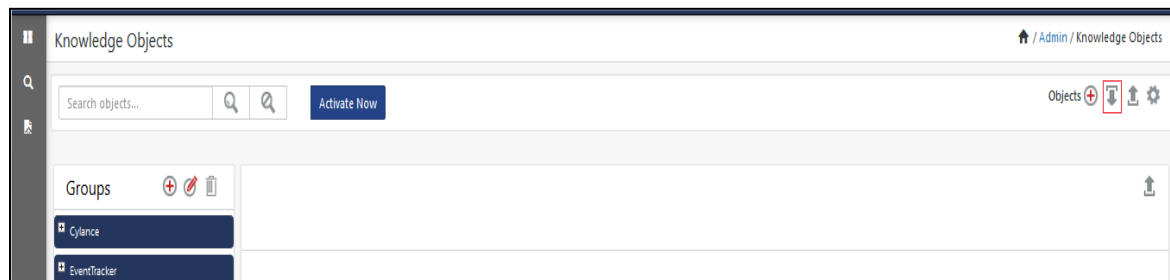 Knowledge Objects
/ Admin / Knowledge Objects
Search objects...
Activate Now
Objects
Groups
Cylance
EventTracker